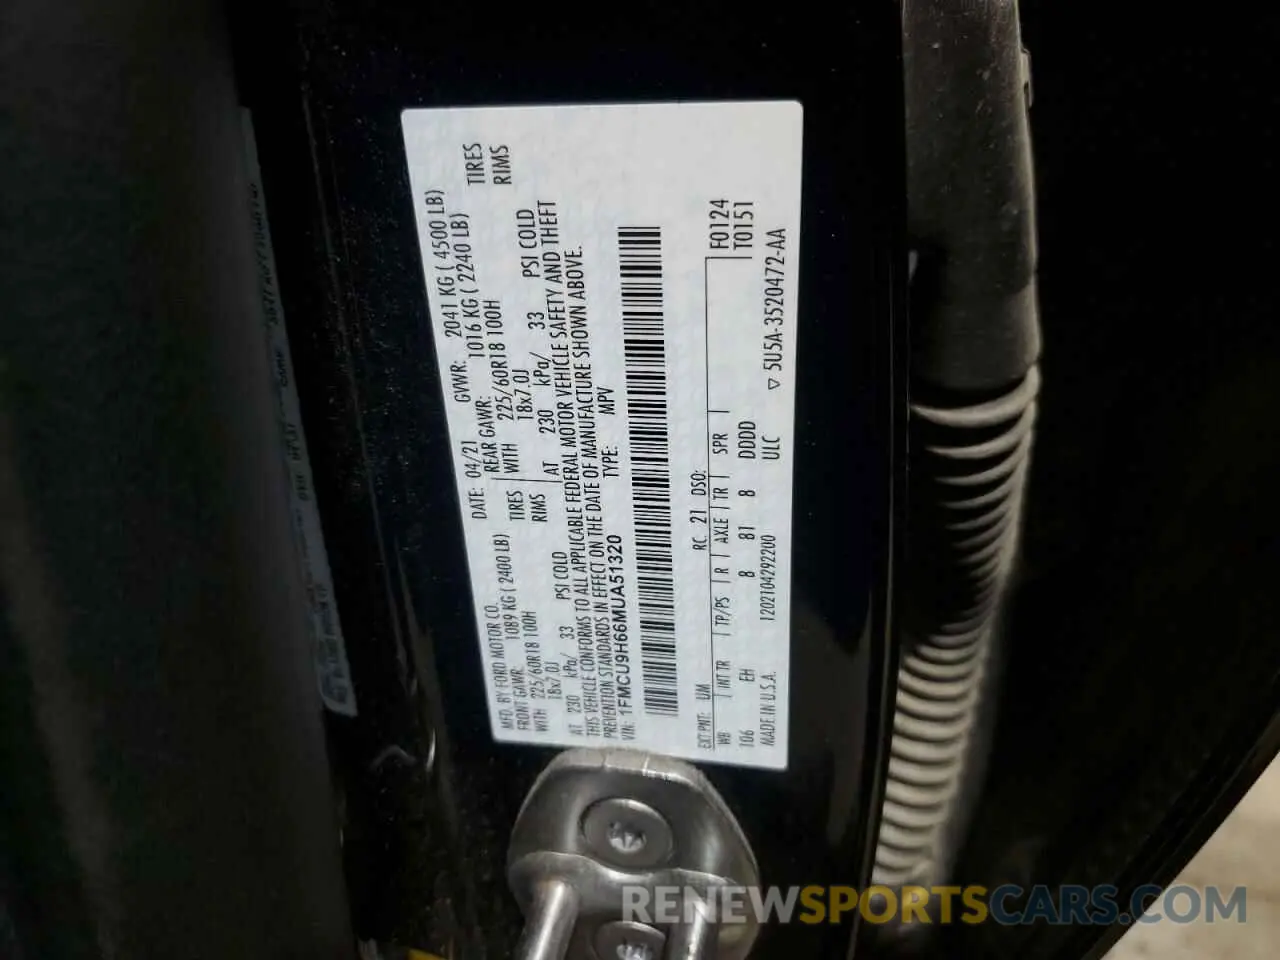 MFD. BY FORD MOTOR CO.
DATE: 04/21
GVWR: 2041 KG ( 4500 LB)
FRONT GAWR: 1089 KG ( 2400 LB)
REAR GAWR: 1016 KG ( 2240 LB)
WITH 225/60R18 100H TIRES
WITH 225/60R18 100H TIRES
18x7.0J RIMS
18x7.0J RIMS
AT 230 kPa/ 33 PSI COLD
AT 230 kPa/ 33 PSI COLD
THIS VEHICLE CONFORMS TO ALL APPLICABLE FEDERAL MOTOR VEHICLE SAFETY AND THEFT
PREVENTION STANDARDS IN EFFECT ON THE DATE OF MANUFACTURE SHOWN ABOVE.
VIN: 1FMCU9H66MUA51320
TYPE: MPV
EXT PNT: UM RC: 21 DSO: F0124
WB INT TR TP/PS R AXLE TR SPR T0151
106 EH 8 81 8 DDDD
MADE IN U.S.A. 1202104292200 ULC ▽ 5U5A-3520472-AA
RENEWSPORTSCARS.COM